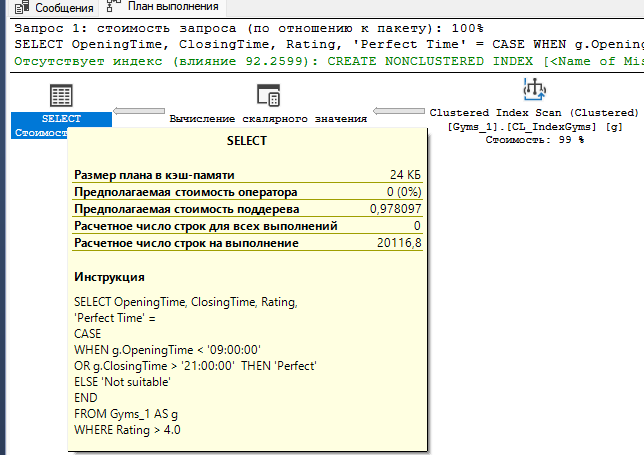 Сообщения План выполнения
Запрос 1: стоимость запроса (по отношению к пакету): 100%
SELECT OpeningTime, ClosingTime, Rating, 'Perfect Time' = CASE WHEN g.Opening
Отсутствует индекс (влияние 92.2599): CREATE NONCLUSTERED INDEX [<Name of Mis
SELECT
Стоимость
Вычисление скалярного значения
Clustered Index Scan (Clustered)
[Gyms_1].[CL_IndexGyms] [g]
Стоимость: 99 %
SELECT
Размер плана в кэш-памяти 24 КБ
Предполагаемая стоимость оператора 0 (0%)
Предполагаемая стоимость поддерева 0,978097
Расчетное число строк для всех выполнений 0
Расчетное число строк на выполнение 20116,8
Инструкция
SELECT OpeningTime, ClosingTime, Rating,
'Perfect Time' =
CASE
WHEN g.OpeningTime < '09:00:00'
OR g.ClosingTime > '21:00:00' THEN 'Perfect'
ELSE 'Not suitable'
END
FROM Gyms_1 AS g
WHERE Rating > 4.0